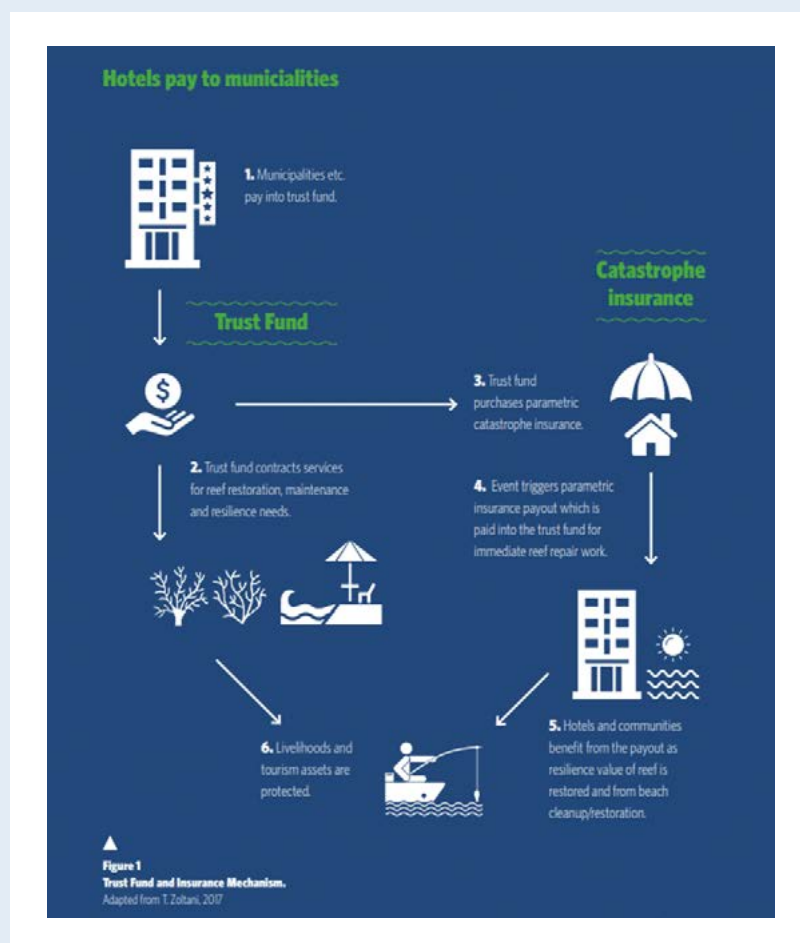 Hotels pay to municialities
1. Municipalities etc.
pay into trust fund.
Trust Fund
Catastrophe
insurance
$
3. Trust fund
purchases parametric
catastrophe insurance.
2. Trust fund contracts services
for reef restoration, maintenance
and resilience needs.
4. Event triggers parametric
insurance payout which is
paid into the trust fund for
immediate reef repair work.
5. Hotels and communities
benefit from the payout as
resilience value of reef is
restored and from beach
cleanup/restoration.
6. Livelihoods and
tourism assets are
protected.
Figure 1
Trust Fund and Insurance Mechanism.
Adapted from T. Zoltani, 2017